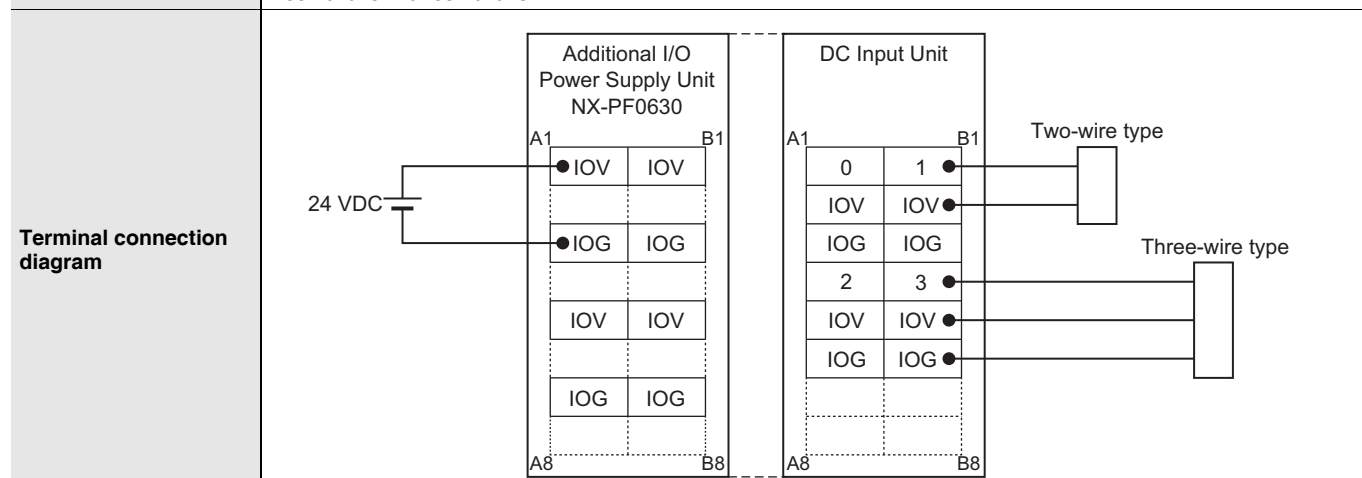 Terminal connection
diagram
Additional I/O
Power Supply Unit
NX-PF0630
A1 B1
IOV IOV
IOG IOG
IOV IOV
IOG IOG
A8 B8
24 VDC
DC Input Unit
A1 B1
0 1
IOV IOV
IOG IOG
2 3
IOV IOV
IOG IOG
A8 B8
Two-wire type
Three-wire type